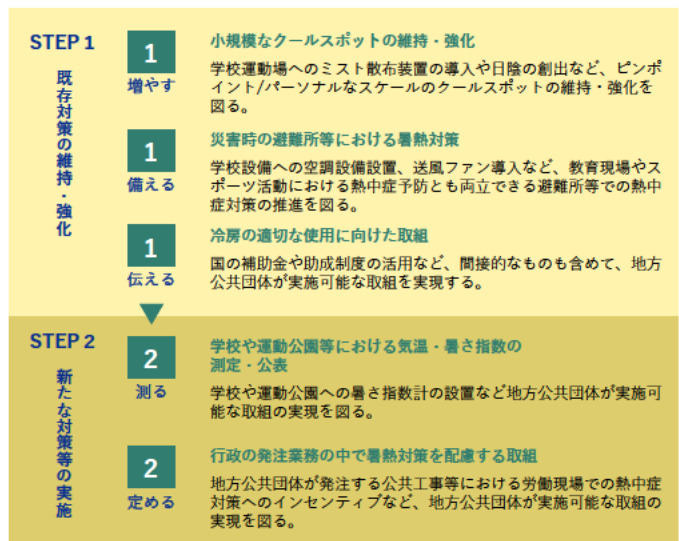 STEP 1
既存対策の維持・強化
1
増やす
小規模なクールスポットの維持・強化
学校運動場へのミスト散布装置の導入や日陰の創出など、ピンポ
イント/パーソナルなスケールのクールスポットの維持・強化を
図る。
1
備える
災害時の避難所等における暑熱対策
学校設備への空調設備設置、送風ファン導入など、教育現場やス
ポーツ活動における熱中症予防とも両立できる避難所等での熱中
症対策の推進を図る。
1
伝える
冷房の適切な使用に向けた取組
国の補助金や助成制度の活用など、間接的なものも含めて、地方
公共団体が実施可能な取組を実現する。
STEP 2
新たな対策等の実施
2
測る
学校や運動公園等における気温・暑さ指数の
測定・公表
学校や運動公園への暑さ指数計の設置など地方公共団体が実施可
能な取組の実現を図る。
2
定める
行政の発注業務の中で暑熱対策を配慮する取組
地方公共団体が発注する公共工事等における労働現場での熱中症
対策へのインセンティブなど、地方公共団体が実施可能な取組の
実現を図る。